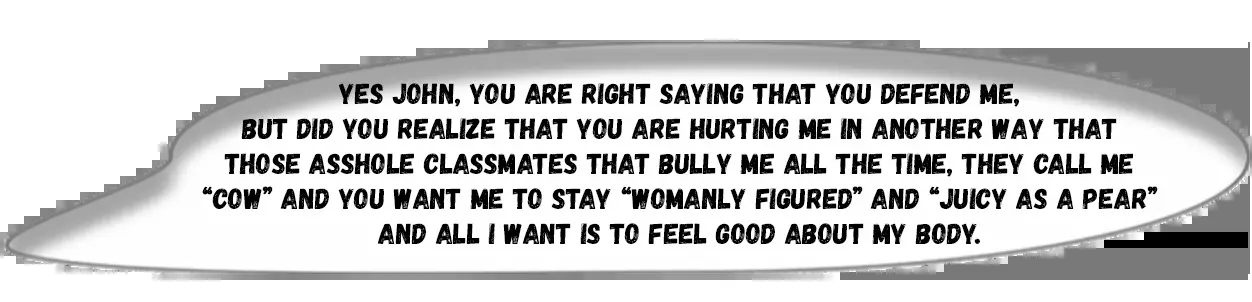 YES JOHN, YOU ARE RIGHT SAYING THAT YOU DEFEND ME,
BUT DID YOU REALIZE THAT YOU ARE HURTING ME IN ANOTHER WAY THAT
THOSE ASSHOLE CLASSMATES THAT BULLY ME ALL THE TIME, THEY CALL ME
“COW” AND YOU WANT ME TO STAY “WOMANLY FIGURED” AND “JUICY AS A PEAR”
AND ALL I WANT IS TO FEEL GOOD ABOUT MY BODY.